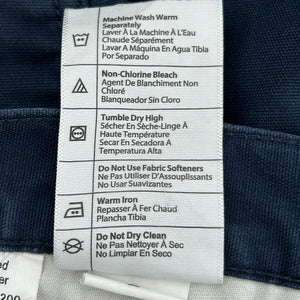 Machine Wash Warm
Separately
Laver À La Machine À L'Eau
Chaude Séparément
Lavar A Máquina En Agua Tibia
Por Separado
Non-Chlorine Bleach
Agent De Blanchiment Non
Chloré
Blanqueador Sin Cloro
Tumble Dry High
Sécher En Sèche-Linge À
Haute Température
Secar En Secadora A
Temperatura Alta
Do Not Use Fabric Softeners
Ne Pas Utiliser D'Assouplissants
No Usar Suavizantes
Warm Iron
Repasser À Fer Chaud
Plancha Tibia
Do Not Dry Clean
Ne Pas Nettoyer À Sec
No Limpiar En Seco